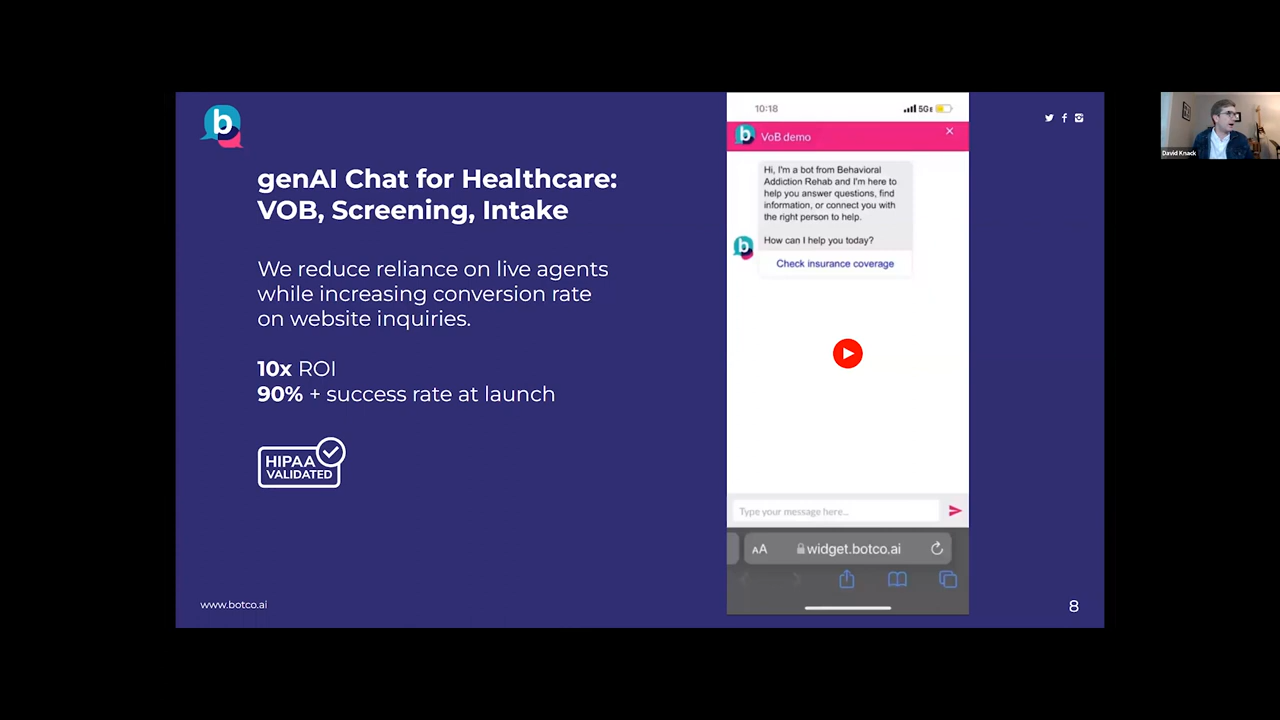 b
genAI Chat for Healthcare:
VOB, Screening, Intake
We reduce reliance on live agents
while increasing conversion rate
on website inquiries.
10x ROI
90% + success rate at launch
HIPAA
VALIDATED
www.botco.ai
10:18
5GE
b
VoB demo
Hi, I'm a bot from Behavioral
Addiction Rehab and I'm here to
help you answer questions, find
information, or connect you with
the right person to help.
How can I help you today?
b
Check insurance coverage
Type your message here...
AA
widget.botco.ai
8
David Knack